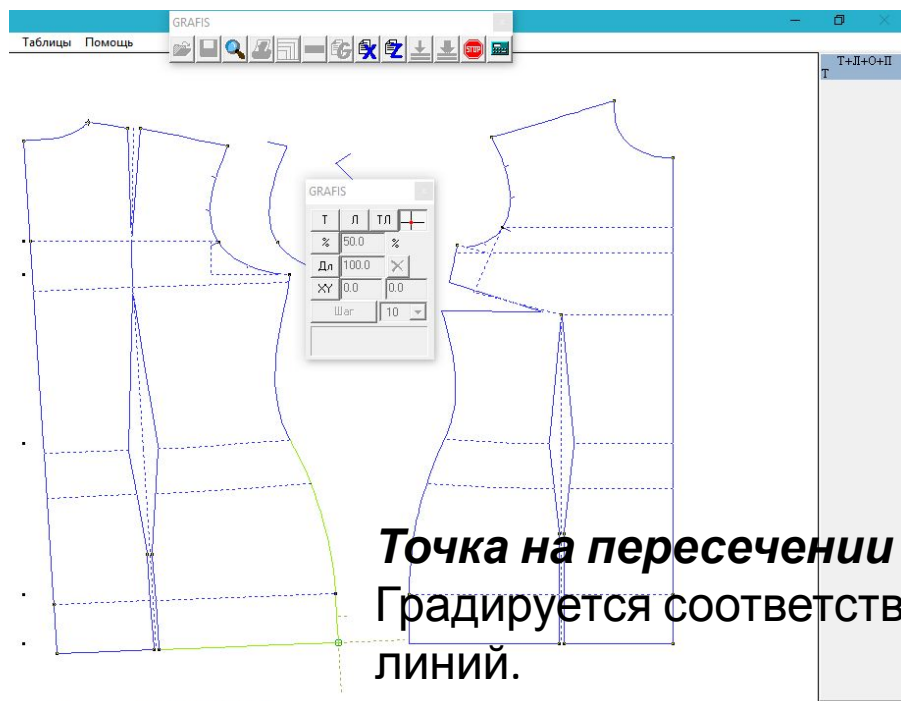 GRAFIS
Таблицы Помощь
STOP
Т+Л+О+П
Т
GRAFIS
Т Л ТЛ
% 50.0 %
Дл 100.0
XY 0.0 0.0
Шаг 10
Точка на пересечении
Градируется соответств
линий.